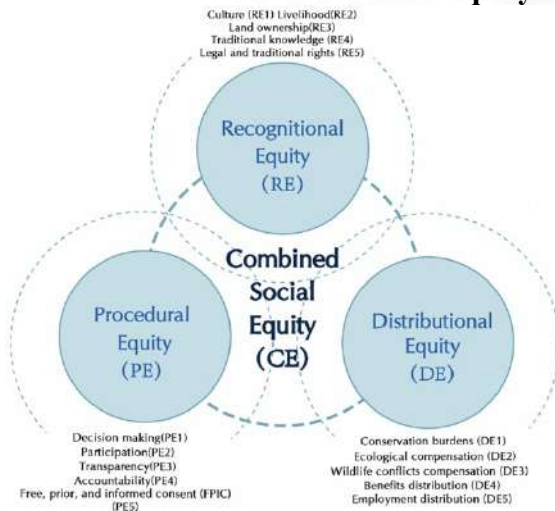 Culture (RE1) Livelihood(RE2)
Land ownership(RE3)
Traditional knowledge (RE4)
Legal and traditional rights (RE5)
Recognitional
Equity
(RE)
Combined
Social
Equity
(CE)
Procedural
Equity
(PE)
Distributional
Equity
(DE)
Decision making(PE1)
Participation(PE2)
Transparency(PE3)
Accountability(PE4)
Free, prior, and informed consent (FPIC)
(PE5)
Conservation burdens (DE1)
Ecological compensation (DE2)
Wildlife conflicts compensation (DE3)
Benefits distribution (DE4)
Employment distribution (DE5)